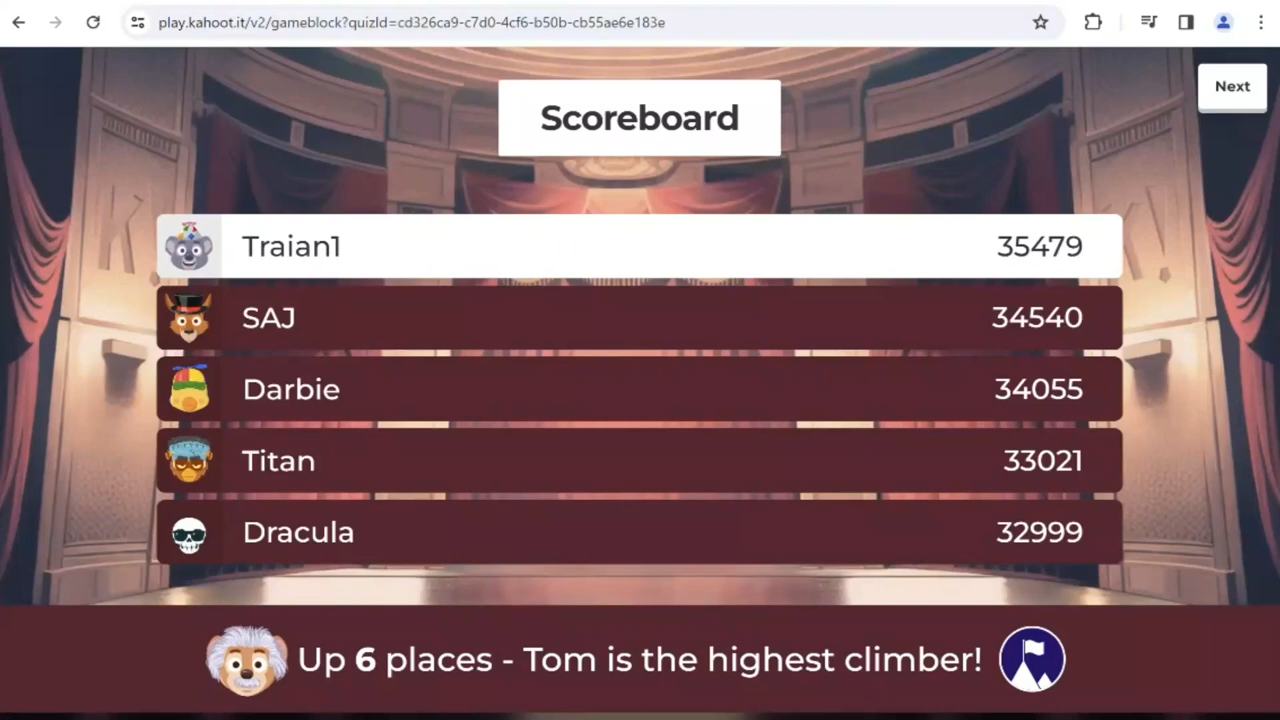 play.kahoot.it/v2/gameblock?quizId=cd326ca9-c7d0-4cf6-b50b-cb55ae6e183e
Next
Scoreboard
Traian1 35479
SAJ 34540
Darbie 34055
Titan 33021
Dracula 32999
Up 6 places - Tom is the highest climber!